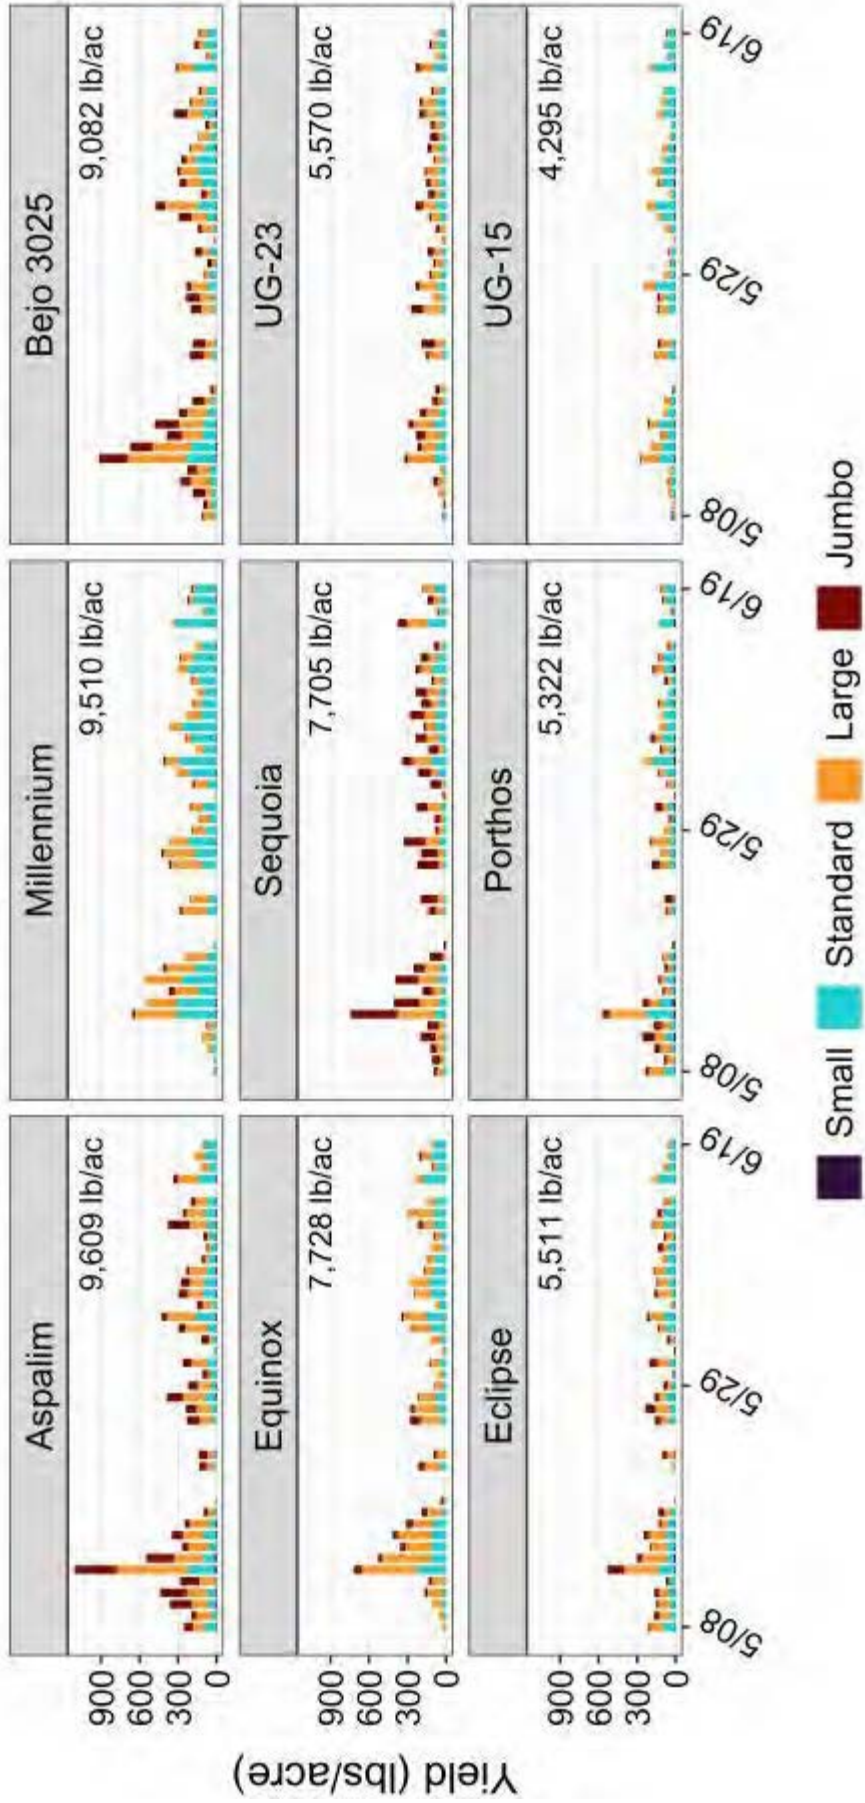 Yield (lbs/acre)
Aspalim
Millennium
Bejo 3025
900
600
300
0
9,609 lb/ac
9,510 lb/ac
9,082 lb/ac
Equinox
Sequoia
UG-23
900
600
300
0
7,728 lb/ac
7,705 lb/ac
5,570 lb/ac
Eclipse
Porthos
UG-15
900
600
300
0
5,511 lb/ac
5,322 lb/ac
4,295 lb/ac
5/08 5/29 6/19 5/08 5/29 6/19 5/08 5/29 6/19
Small Standard Large Jumbo